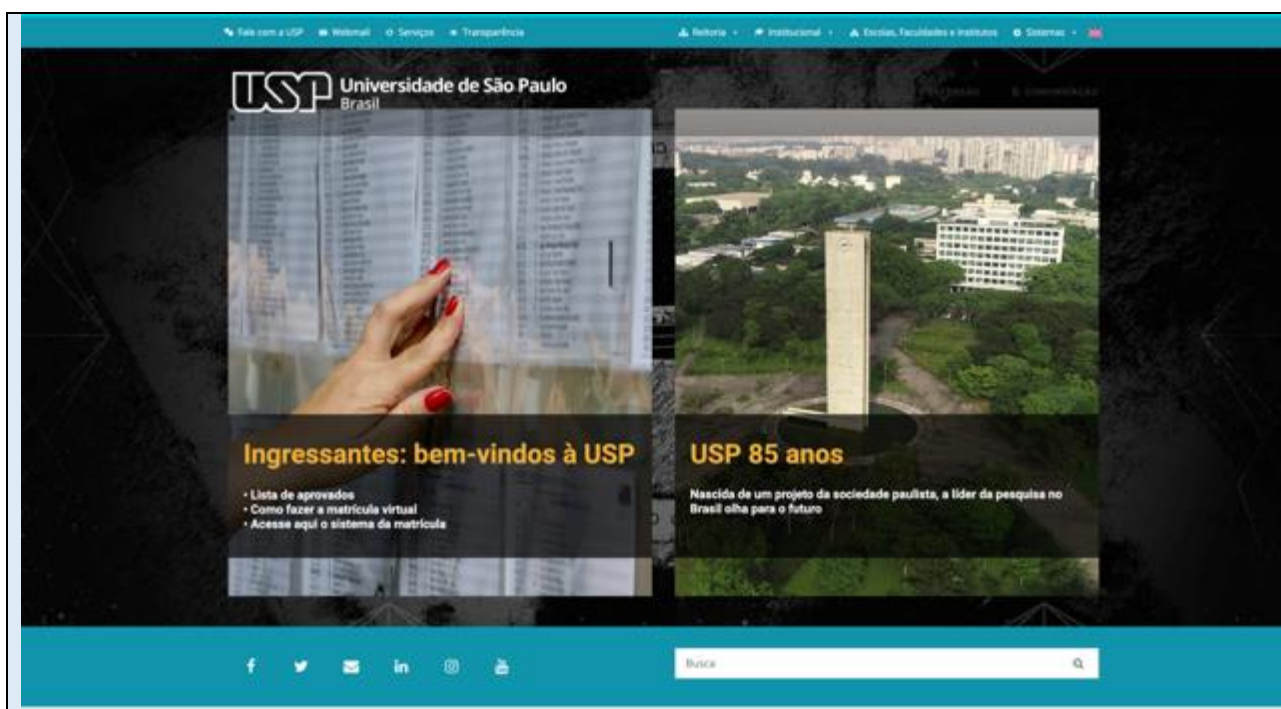 Fale com a USP Webmail Serviços Transparência
Reitoria Institucional Escolas, Faculdades e Institutos Sistemas
USP Universidade de São Paulo
Brasil
COMUNICAÇÃO
Ingressantes: bem-vindos à USP
• Lista de aprovados
• Como fazer a matrícula virtual
• Acesse aqui o sistema da matrícula
USP 85 anos
Nascida de um projeto da sociedade paulista, a líder da pesquisa no
Brasil olha para o futuro
Busca